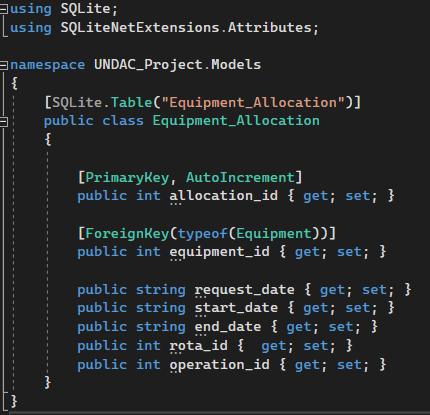 using SQLite;
using SQLiteNetExtensions.Attributes;
namespace UNDAC_Project.Models
{
[SQLite.Table("Equipment_Allocation")]
public class Equipment_Allocation
{
[PrimaryKey, AutoIncrement]
public int allocation_id { get; set; }
[ForeignKey(typeof(Equipment))]
public int equipment_id { get; set; }
public string request_date { get; set; }
public string start_date { get; set; }
public string end_date { get; set; }
public int rota_id {  get; set; }
public int operation_id { get; set; }
}
}